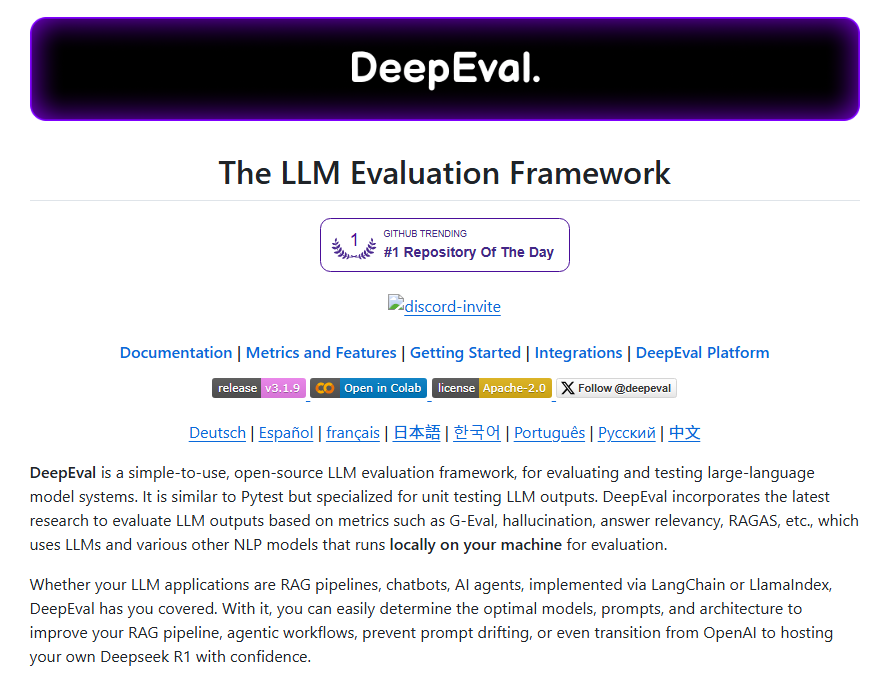 DeepEval.
The LLM Evaluation Framework
1
GITHUB TRENDING
#1 Repository Of The Day
discord-invite
Documentation | Metrics and Features | Getting Started | Integrations | DeepEval Platform
release v3.1.9 Open in Colab license Apache-2.0 Follow @deepeval
Deutsch | Español | français | 日本語 | 한국어 | Português | Русский | 中文
DeepEval is a simple-to-use, open-source LLM evaluation framework, for evaluating and testing large-language
model systems. It is similar to Pytest but specialized for unit testing LLM outputs. DeepEval incorporates the latest
research to evaluate LLM outputs based on metrics such as G-Eval, hallucination, answer relevancy, RAGAS, etc., which
uses LLMs and various other NLP models that runs locally on your machine for evaluation.
Whether your LLM applications are RAG pipelines, chatbots, AI agents, implemented via LangChain or LlamaIndex,
DeepEval has you covered. With it, you can easily determine the optimal models, prompts, and architecture to
improve your RAG pipeline, agentic workflows, prevent prompt drifting, or even transition from OpenAI to hosting
your own Deepseek R1 with confidence.